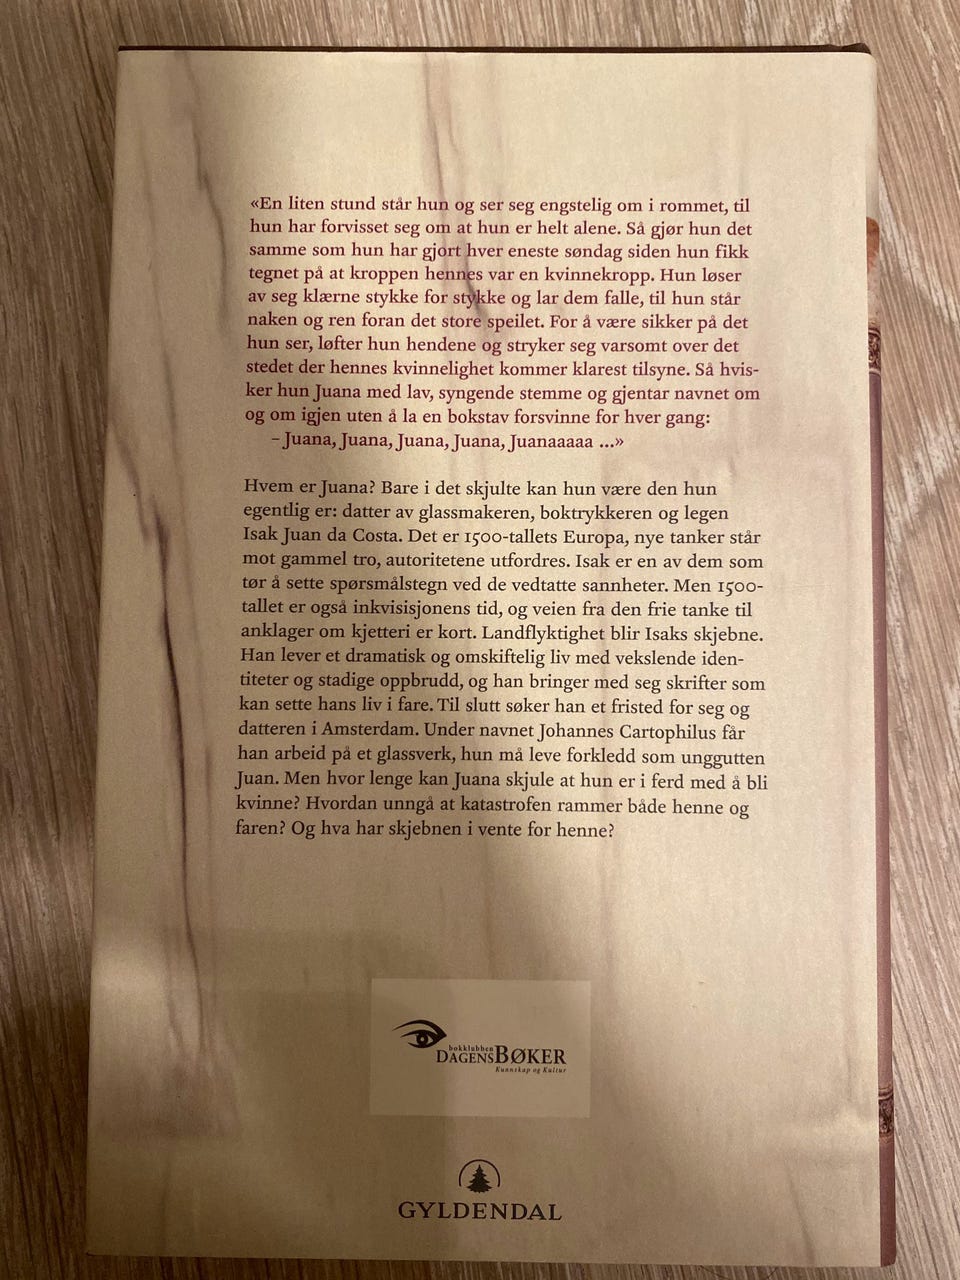 «En liten stund står hun og ser seg engstelig om i rommet, til
hun har forvisset seg om at hun er helt alene. Så gjør hun det
samme som hun har gjort hver eneste søndag siden hun fikk
tegnet på at kroppen hennes var en kvinnekropp. Hun løser
av seg klærne stykke for stykke og lar dem falle, til hun står
naken og ren foran det store speilet. For å være sikker på det
hun ser, løfter hun hendene og stryker seg varsomt over det
stedet der hennes kvinnelighet kommer klarest tilsyne. Så hvis-
ker hun Juana med lav, syngende stemme og gjentar navnet om
og om igjen uten å la en bokstav forsvinne for hver gang:
– Juana, Juana, Juana, Juana, Juanaaaaa ...»
Hvem er Juana? Bare i det skjulte kan hun være den hun
egentlig er: datter av glassmakeren, boktrykkeren og legen
Isak Juan da Costa. Det er 1500-tallets Europa, nye tanker står
mot gammel tro, autoritetene utfordres. Isak er en av dem som
tør å sette spørsmålstegn ved de vedtatte sannheter. Men 1500-
tallet er også inkvisisjonens tid, og veien fra den frie tanke til
anklager om kjetteri er kort. Landflyktighet blir Isaks skjebne.
Han lever et dramatisk og omskiftelig liv med vekslende iden-
titeter og stadige oppbrudd, og han bringer med seg skrifter som
kan sette hans liv i fare. Til slutt søker han et fristed for seg og
datteren i Amsterdam. Under navnet Johannes Cartophilus får
han arbeid på et glassverk, hun må leve forkledd som unggutten
Juan. Men hvor lenge kan Juana skjule at hun er i ferd med å bli
kvinne? Hvordan unngå at katastrofen rammer både henne og
faren? Og hva har skjebnen i vente for henne?
bokklubben
DAGENSBØKER
Kunnskap og Kultur
GYLDENDAL